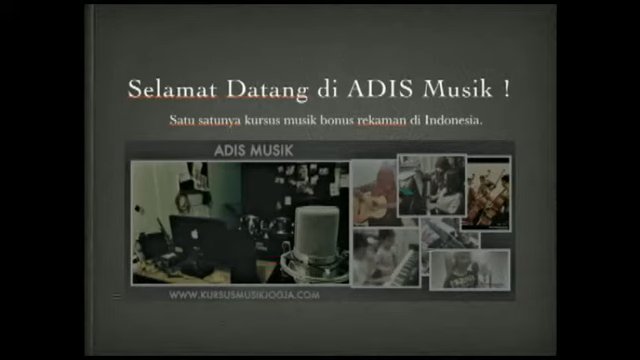 Selamat Datang di ADIS Musik !
Satu satunya kursus musik bonus rekaman di Indonesia.
ADIS MUSIK
WWW.KURSUSMUSIKJOGJA.COM